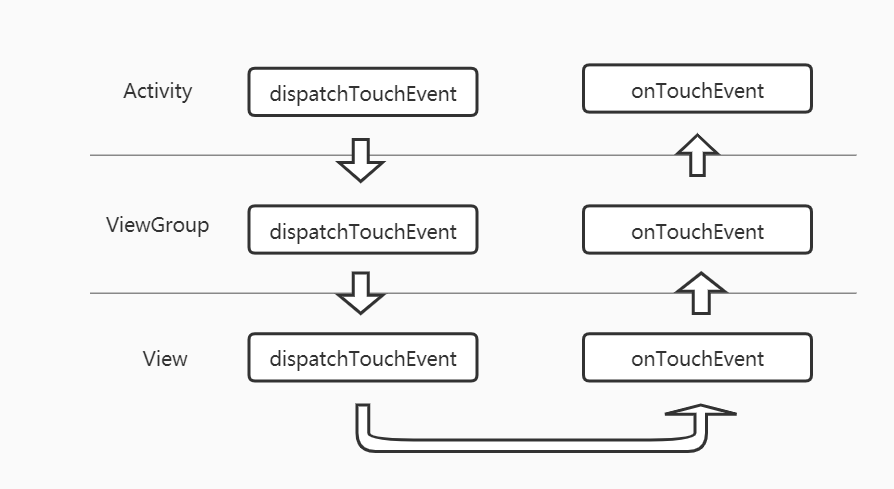 Activity
dispatchTouchEvent
onTouchEvent
ViewGroup
dispatchTouchEvent
onTouchEvent
View
dispatchTouchEvent
onTouchEvent